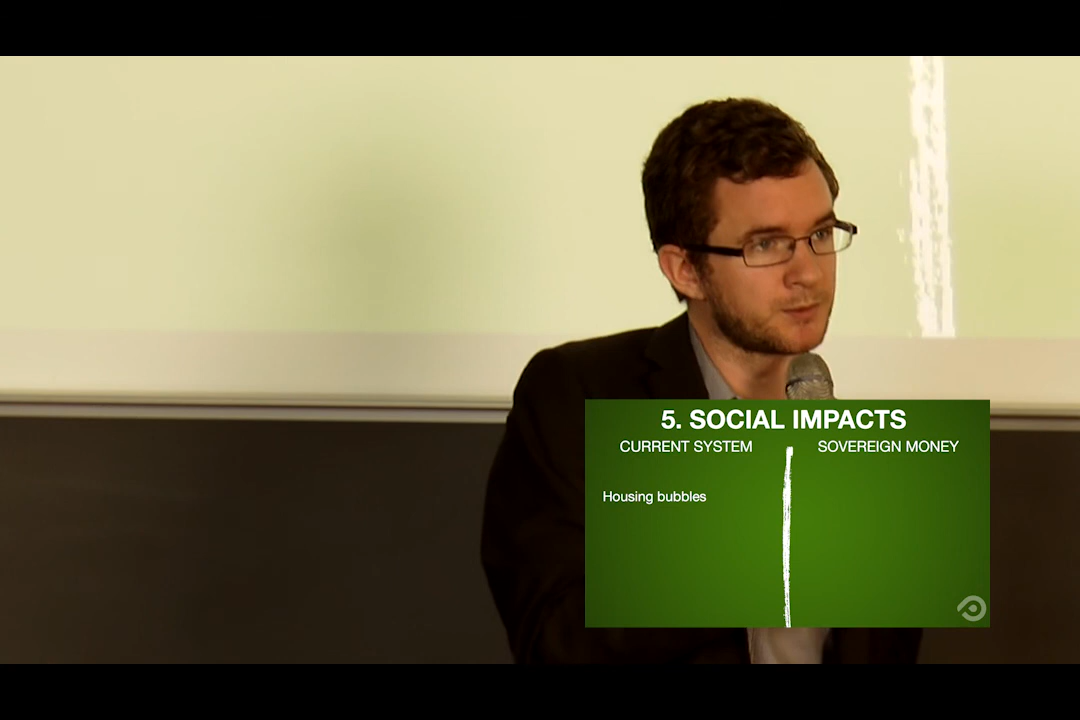 5. SOCIAL IMPACTS
CURRENT SYSTEM
SOVEREIGN MONEY
Housing bubbles